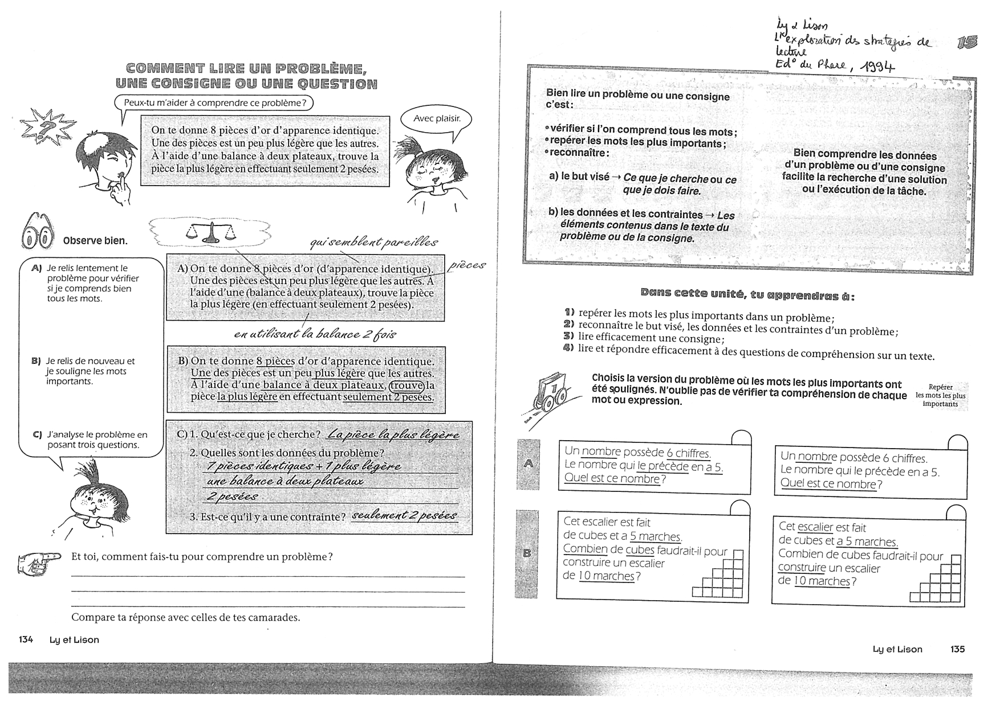 COMMENT LIRE UN PROBLÈME,
UNE CONSIGNE OU UNE QUESTION
Peux-tu m'aider à comprendre ce problème?
?
Avec plaisir.
On te donne 8 pièces d'or d'apparence identique.
Une des pièces est un peu plus légère que les autres.
À l'aide d'une balance à deux plateaux, trouve la
pièce la plus légère en effectuant seulement 2 pesées.
Observe bien.
A) Je relis lentement le
problème pour vérifier
si je comprends bien
tous les mots.
qui semblent pareilles
pièces
A) On te donne 8 pièces d'or (d'apparence identique).
Une des pièces est un peu plus légère que les autres. À
l'aide d'une (balance à deux plateaux), trouve la pièce
la plus légère (en effectuant seulement 2 pesées).
en utilisant la balance 2 fois
B) Je relis de nouveau et
je souligne les mots
importants.
B) On te donne 8 pièces d'or d'apparence identique.
Une des pièces est un peu plus légère que les autres.
À l'aide d'une balance à deux plateaux, trouve la
pièce la plus légère en effectuant seulement 2 pesées.
C) J'analyse le problème en
posant trois questions.
C) 1. Qu'est-ce que je cherche? La pièce la plus légère
2. Quelles sont les données du problème?
7 pièces identiques + 1 plus légère
une balance à deux plateaux
2 pesées
3. Est-ce qu'il y a une contrainte? seulement 2 pesées
Et toi, comment fais-tu pour comprendre un problème?
Compare ta réponse avec celles de tes camarades.
134 Ly et Lison
Ly & Lison
L'exploration des strategies de
lecture
Ed° du Phare, 1994
15
Bien lire un problème ou une consigne
c'est:
• vérifier si l'on comprend tous les mots;
• repérer les mots les plus importants;
• reconnaître:
a) le but visé → Ce que je cherche ou ce
que je dois faire.
b) les données et les contraintes → Les
éléments contenus dans le texte du
problème ou de la consigne.
Bien comprendre les données
d'un problème ou d'une consigne
facilite la recherche d'une solution
ou l'exécution de la tâche.
Dans cette unité, tu apprendras à:
1) repérer les mots les plus importants dans un problème;
2) reconnaître le but visé, les données et les contraintes d'un problème;
3) lire efficacement une consigne;
4) lire et répondre efficacement à des questions de compréhension sur un texte.
1
Choisis la version du problème où les mots les plus importants ont
été soulignés. N'oublie pas de vérifier ta compréhension de chaque
mot ou expression.
Repérer
les mots les plus
importants
A
Un nombre possède 6 chiffres.
Le nombre qui le précède en a 5.
Quel est ce nombre?
Un nombre possède 6 chiffres.
Le nombre qui le précède en a 5.
Quel est ce nombre?
B
Cet escalier est fait
de cubes et a 5 marches.
Combien de cubes faudrait-il pour
construire un escalier
de 10 marches?
Cet escalier est fait
de cubes et a 5 marches.
Combien de cubes faudrait-il pour
construire un escalier
de 10 marches?
Ly et Lison 135